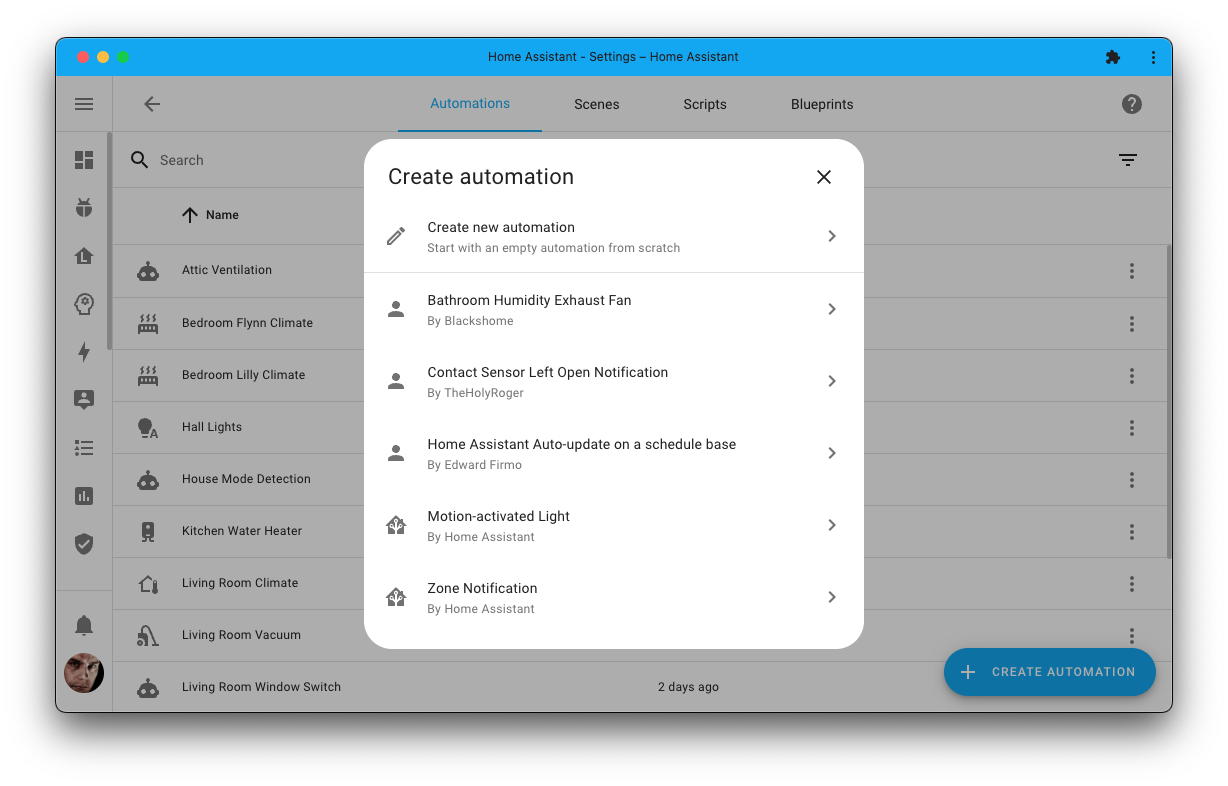 Home Assistant - Settings – Home Assistant
Automations
Scenes
Scripts
Blueprints
Search
Name
Attic Ventilation
Bedroom Flynn Climate
Bedroom Lilly Climate
Hall Lights
House Mode Detection
Kitchen Water Heater
Living Room Climate
Living Room Vacuum
Living Room Window Switch
2 days ago
Create automation
Create new automation
Start with an empty automation from scratch
Bathroom Humidity Exhaust Fan
By Blackshome
Contact Sensor Left Open Notification
By TheHolyRoger
Home Assistant Auto-update on a schedule base
By Edward Firmo
Motion-activated Light
By Home Assistant
Zone Notification
By Home Assistant
CREATE AUTOMATION